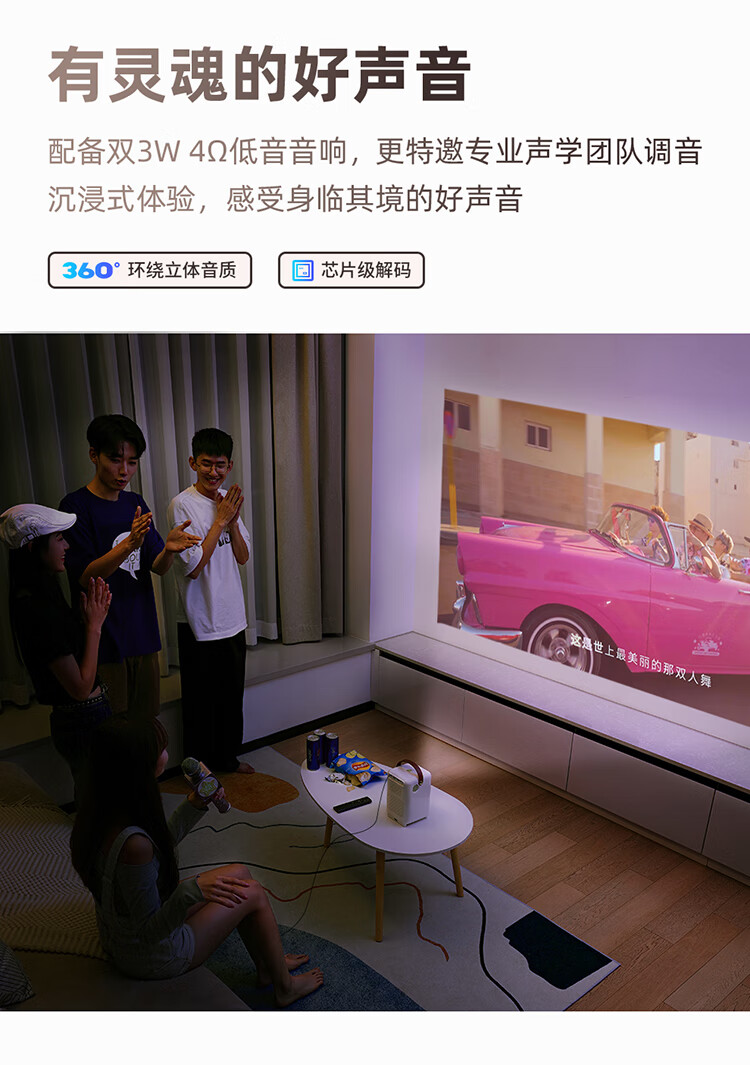 有灵魂的好声音
配备双3W 4Ω低音音响，更特邀专业声学团队调音
沉浸式体验，感受身临其境的好声音
360° 环绕立体音质
芯片级解码
这是世上最美丽的那双人舞